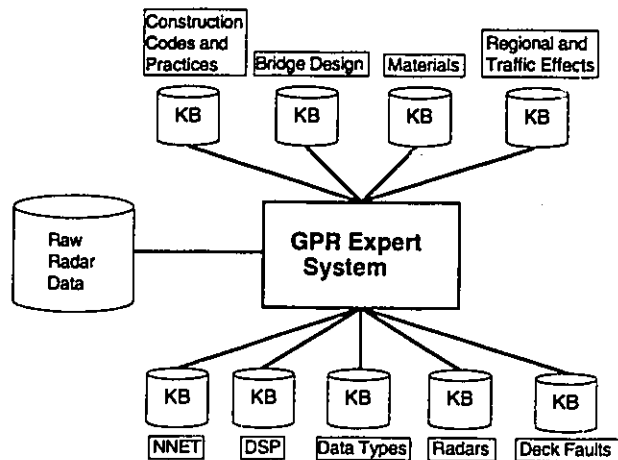 Construction
Codes and
Practices
Bridge Design
Materials
Regional and
Traffic Effects
KB
KB
KB
KB
Raw
Radar
Data
GPR Expert
System
KB
KB
KB
KB
KB
NNET
DSP
Data Types
Radars
Deck Faults